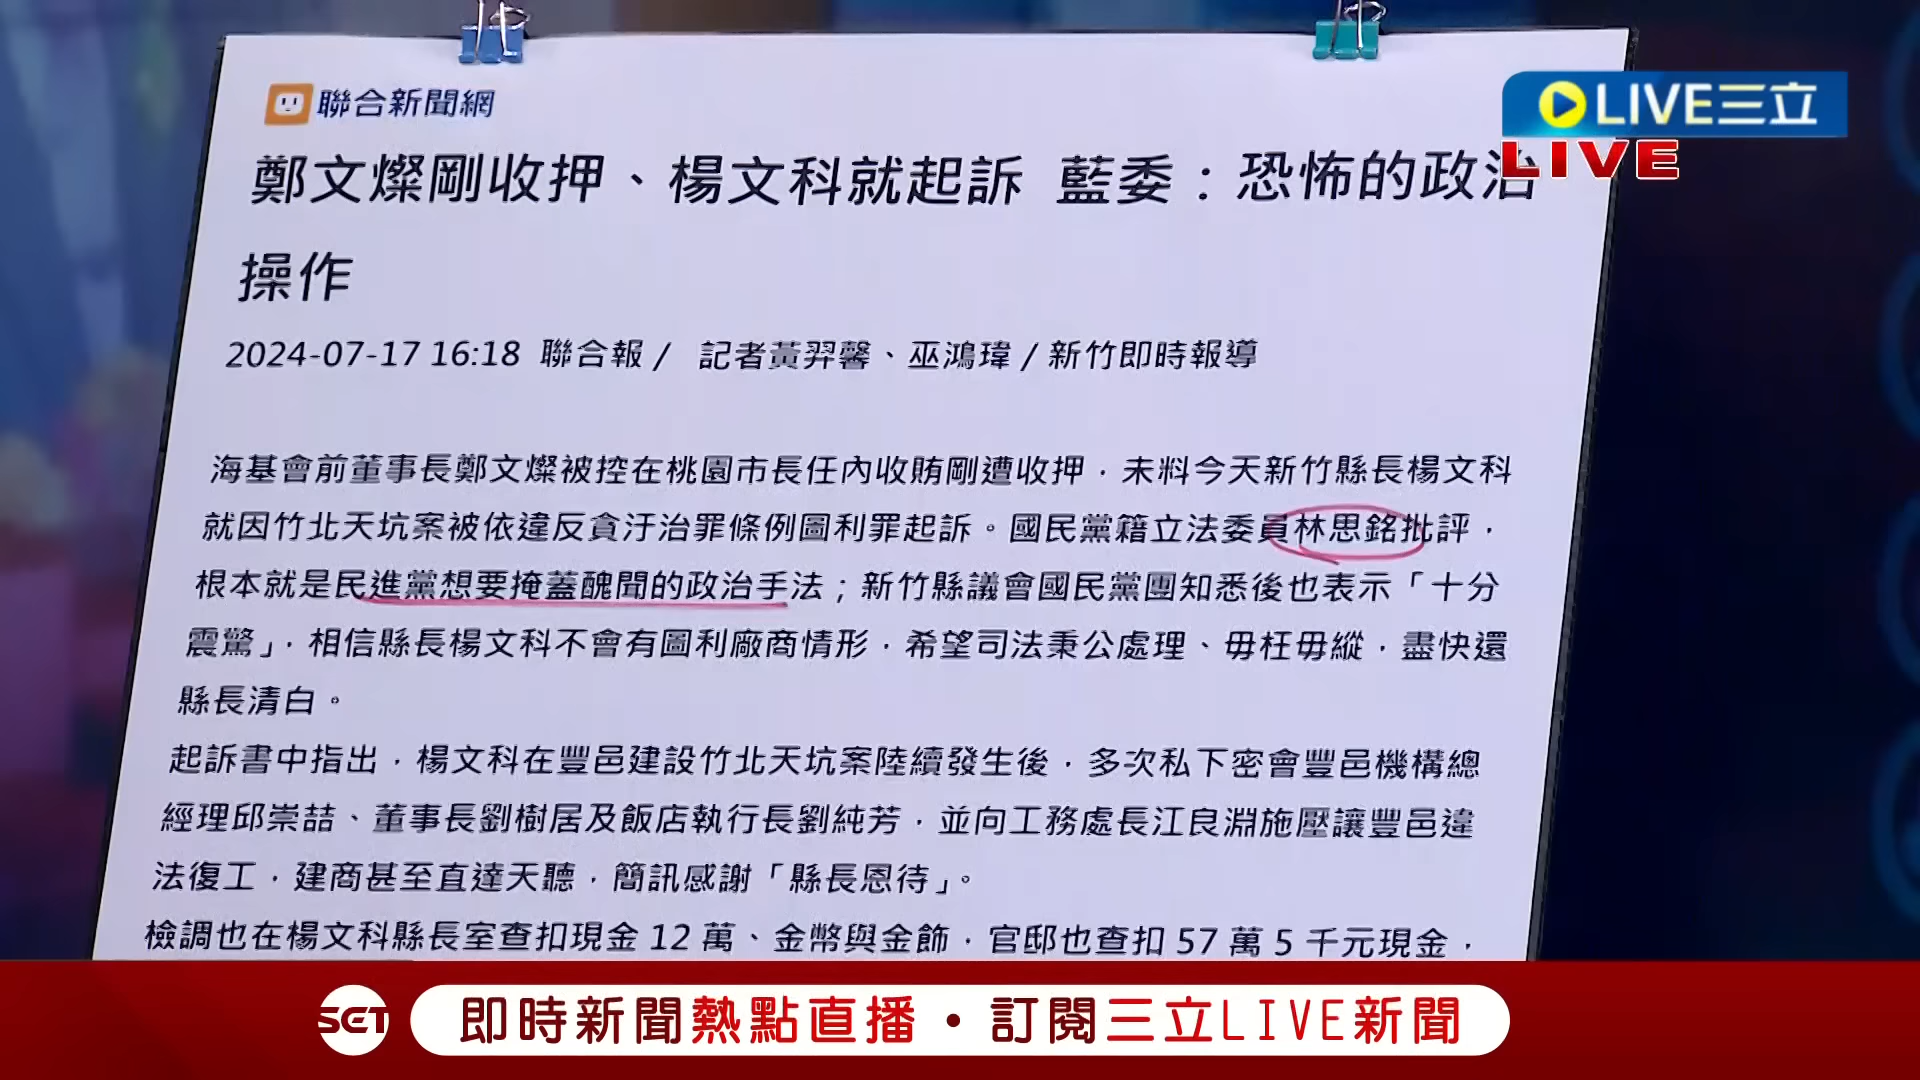 聯合新聞網
LIVE三立
LIVE
鄭文燦剛收押、楊文科就起訴 藍委：恐怖的政治
操作
2024-07-17 16:18 聯合報 / 記者黃羿馨、巫鴻瑋 / 新竹即時報導
海基會前董事長鄭文燦被控在桃園市長任內收賄剛遭收押，未料今天新竹縣長楊文科
就因竹北天坑案被依違反貪汙治罪條例圖利罪起訴。國民黨籍立法委員林思銘批評，
根本就是民進黨想要掩蓋醜聞的政治手法；新竹縣議會國民黨團知悉後也表示「十分
震驚」，相信縣長楊文科不會有圖利廠商情形，希望司法秉公處理、毋枉毋縱，盡快還
縣長清白。
起訴書中指出，楊文科在豐邑建設竹北天坑案陸續發生後，多次私下密會豐邑機構總
經理邱崇喆、董事長劉樹居及飯店執行長劉純芳，並向工務處長江良淵施壓讓豐邑違
法復工，建商甚至直達天聽，簡訊感謝「縣長恩待」。
檢調也在楊文科縣長室查扣現金 12 萬、金幣與金飾，官邸也查扣 57 萬 5 千元現金，
SET 即時新聞熱點直播・訂閱三立LIVE新聞